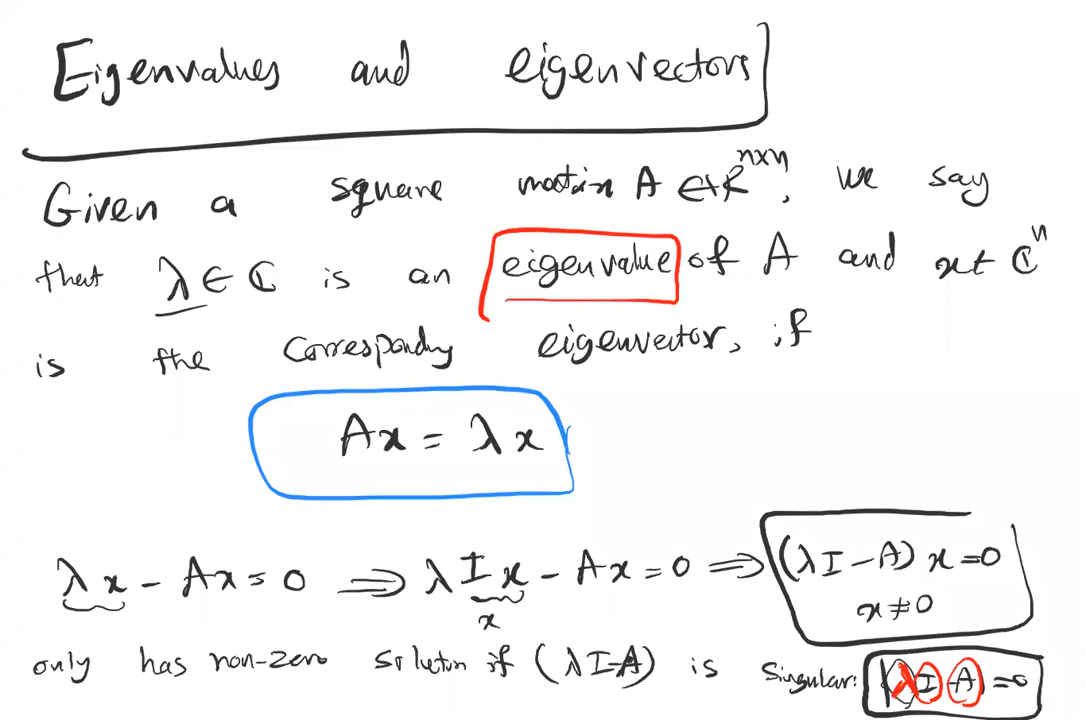 Eigenvalues and eigenvectors
Given a square matrix A ∈ ℝ^{n×n}, we say
that λ ∈ ℂ is an eigenvalue of A and x ∈ ℂ^n
is the corresponding eigenvector, if
Ax = λx
λx - Ax = 0 ⟹ λIx - Ax = 0 ⟹ (λI - A) x = 0
x x ≠ 0
only has non-zero solution if (λI-A) is singular: |λI-A| = 0